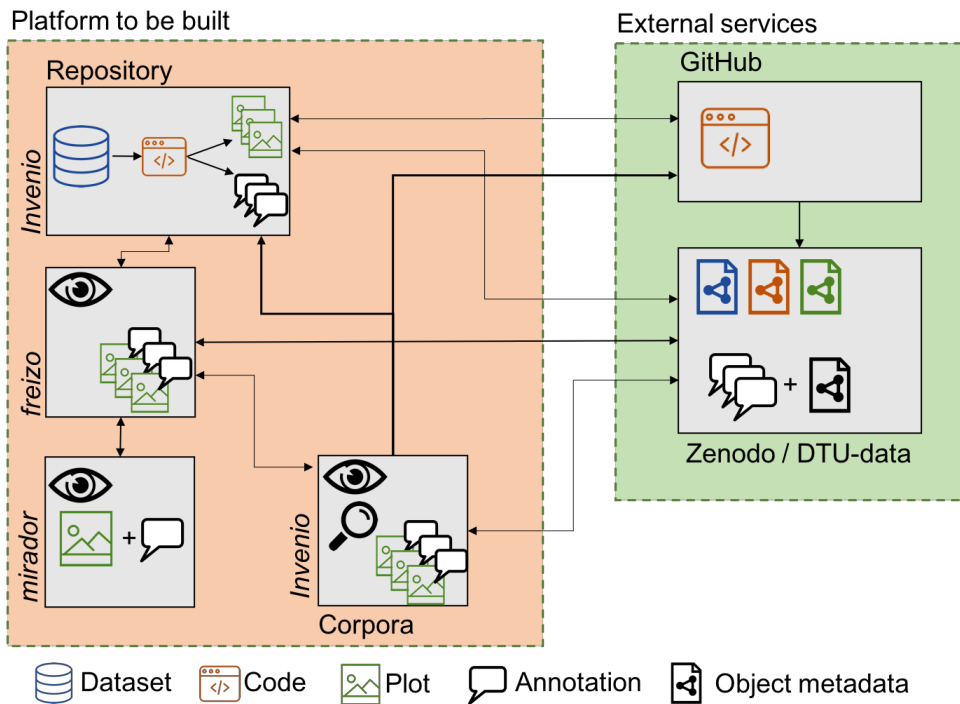 Platform to be built
External services
Repository
GitHub
Invenio
</>
</>
freizo
Zenodo / DTU-data
mirador
+
+
Invenio
Corpora
Dataset
</>
Code
Plot
Annotation
Object metadata